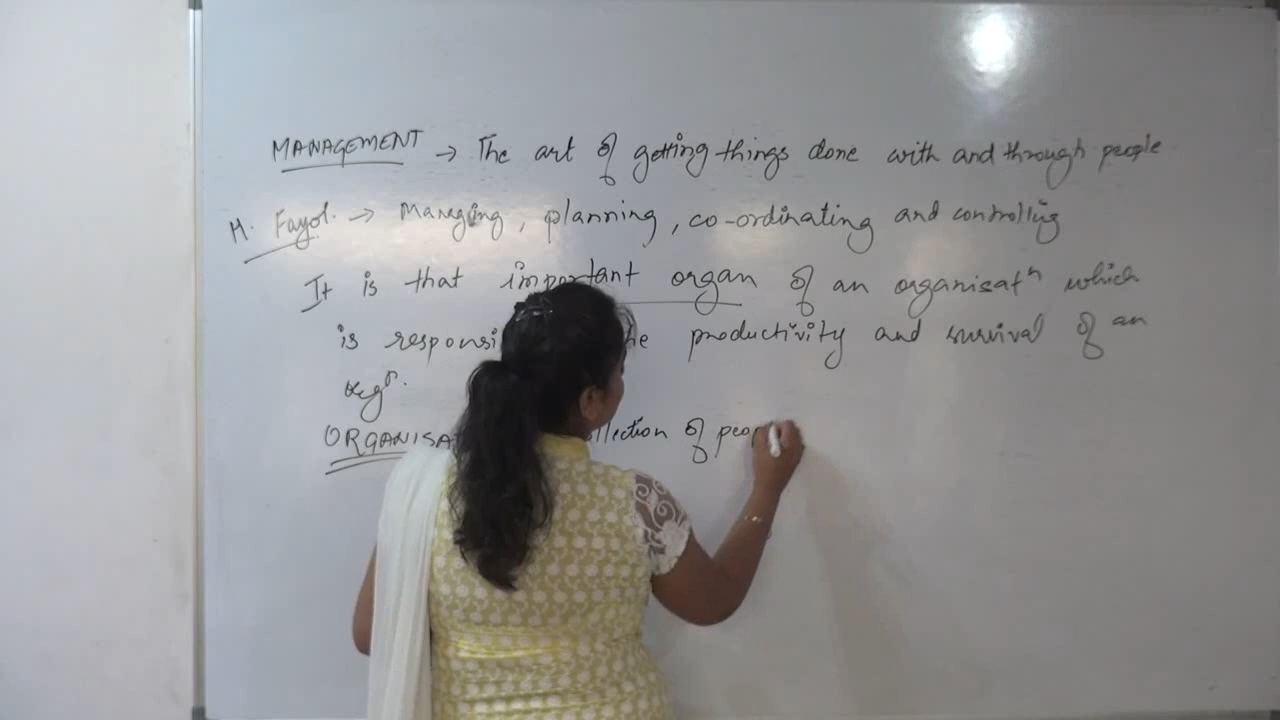 MANAGEMENT → The art of getting things done with and through people
H. Fayol. → Managing, planning, co-ordinating and controlling
It is that important organ of an organisatⁿ which
is responsi he productivity and survival of an
orgⁿ.
ORGANISA llection of peop